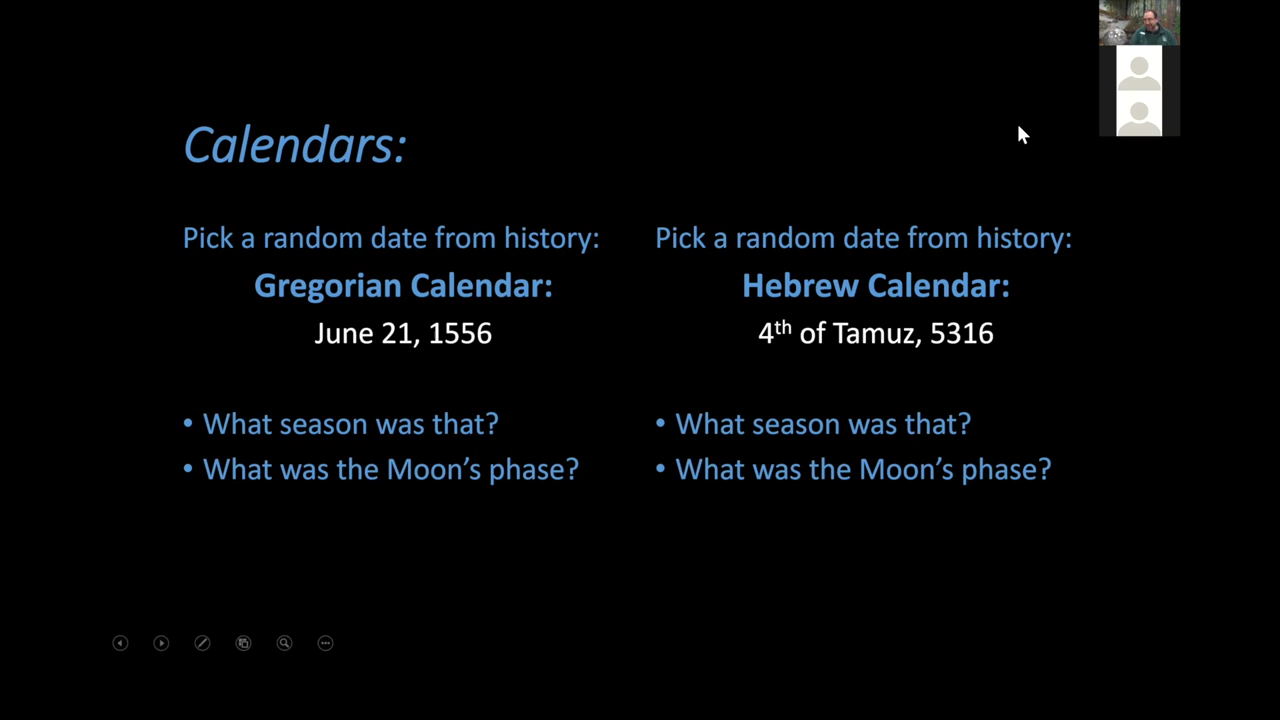 Calendars:
Pick a random date from history:
Gregorian Calendar:
June 21, 1556
• What season was that?
• What was the Moon’s phase?
Pick a random date from history:
Hebrew Calendar:
4th of Tamuz, 5316
• What season was that?
• What was the Moon’s phase?